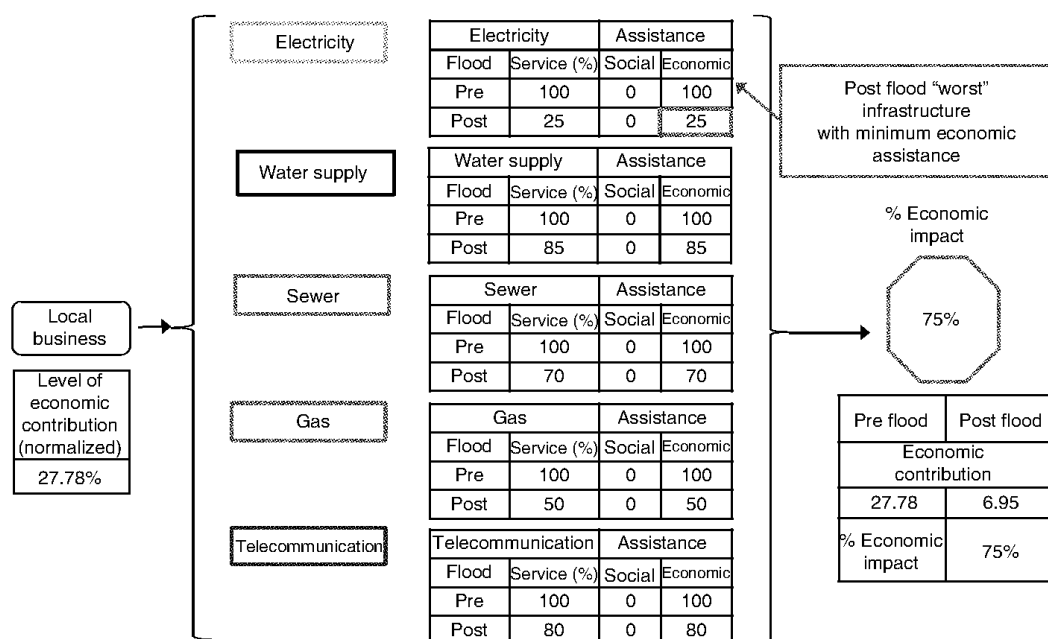 Electricity
Electricity Assistance
Flood Service (%) Social Economic
Pre 100 0 100
Post 25 0 25
Post flood “worst”
infrastructure
with minimum economic
assistance
Water supply
Water supply Assistance
Flood Service (%) Social Economic
Pre 100 0 100
Post 85 0 85
% Economic
impact
75%
Sewer
Sewer Assistance
Flood Service (%) Social Economic
Pre 100 0 100
Post 70 0 70
Local
business
Level of
economic
contribution
(normalized)
27.78%
Gas
Gas Assistance
Flood Service (%) Social Economic
Pre 100 0 100
Post 50 0 50
Pre flood Post flood
Economic
contribution
27.78 6.95
% Economic
impact
75%
Telecommunication
Telecommunication Assistance
Flood Service (%) Social Economic
Pre 100 0 100
Post 80 0 80